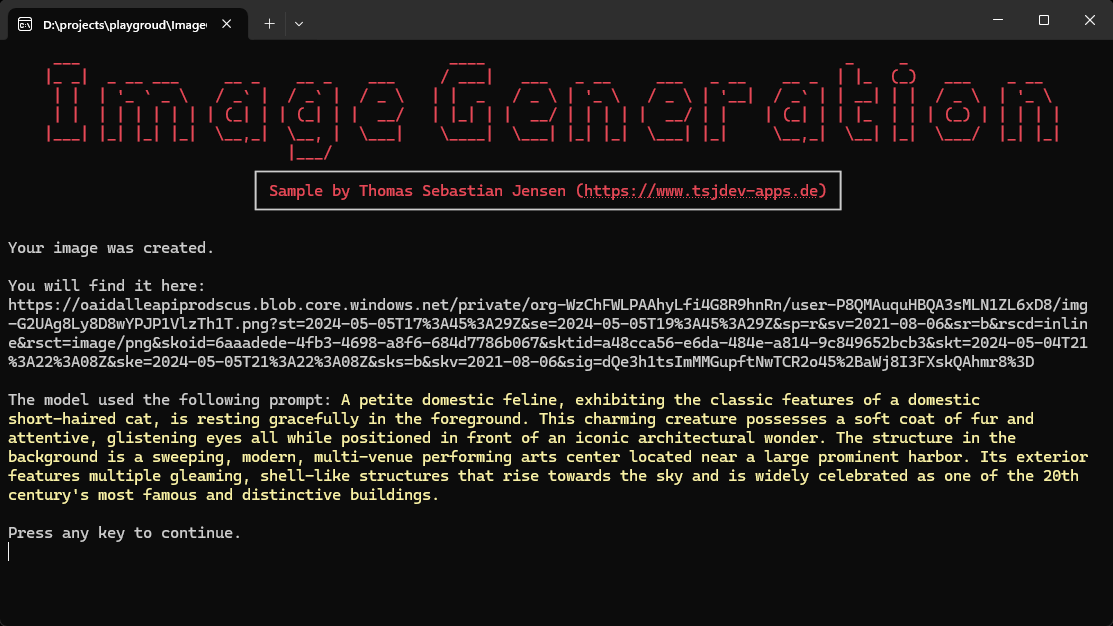 D:\projects\playgroud\Image
Image Generation
Sample by Thomas Sebastian Jensen (https://www.tsjdev-apps.de)
Your image was created.
You will find it here:
https://oaidalleapiprodscus.blob.core.windows.net/private/org-WzChFWLPAAhyLfi4G8R9hnRn/user-P8QMAuquHBQA3sMLN1ZL6xD8/img
-G2UAg8Ly8D8wYPJP1VlzTh1T.png?st=2024-05-05T17%3A45%3A29Z&se=2024-05-05T19%3A45%3A29Z&sp=r&sv=2021-08-06&sr=b&rscd=inlin
e&rsct=image/png&skoid=6aaadede-4fb3-4698-a8f6-684d7786b067&sktid=a48cca56-e6da-484e-a814-9c849652bcb3&skt=2024-05-04T21
%3A22%3A08Z&ske=2024-05-05T21%3A22%3A08Z&sks=b&skv=2021-08-06&sig=dQe3h1tsImMMGupftNwTCR2o45%2BaWj8I3FXskQAhmr8%3D
The model used the following prompt: A petite domestic feline, exhibiting the classic features of a domestic
short-haired cat, is resting gracefully in the foreground. This charming creature possesses a soft coat of fur and
attentive, glistening eyes all while positioned in front of an iconic architectural wonder. The structure in the
background is a sweeping, modern, multi-venue performing arts center located near a large prominent harbor. Its exterior
features multiple gleaming, shell-like structures that rise towards the sky and is widely celebrated as one of the 20th
century's most famous and distinctive buildings.
Press any key to continue.